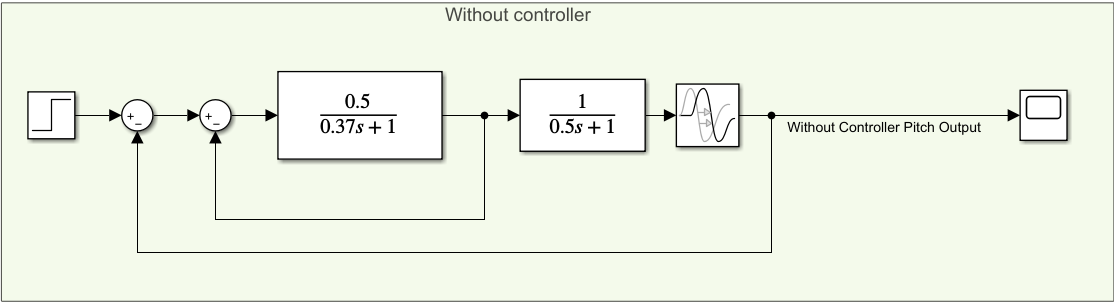 Without controller
+
−
+
−
0.5
0.37s + 1
1
0.5s + 1
Without Controller Pitch Output